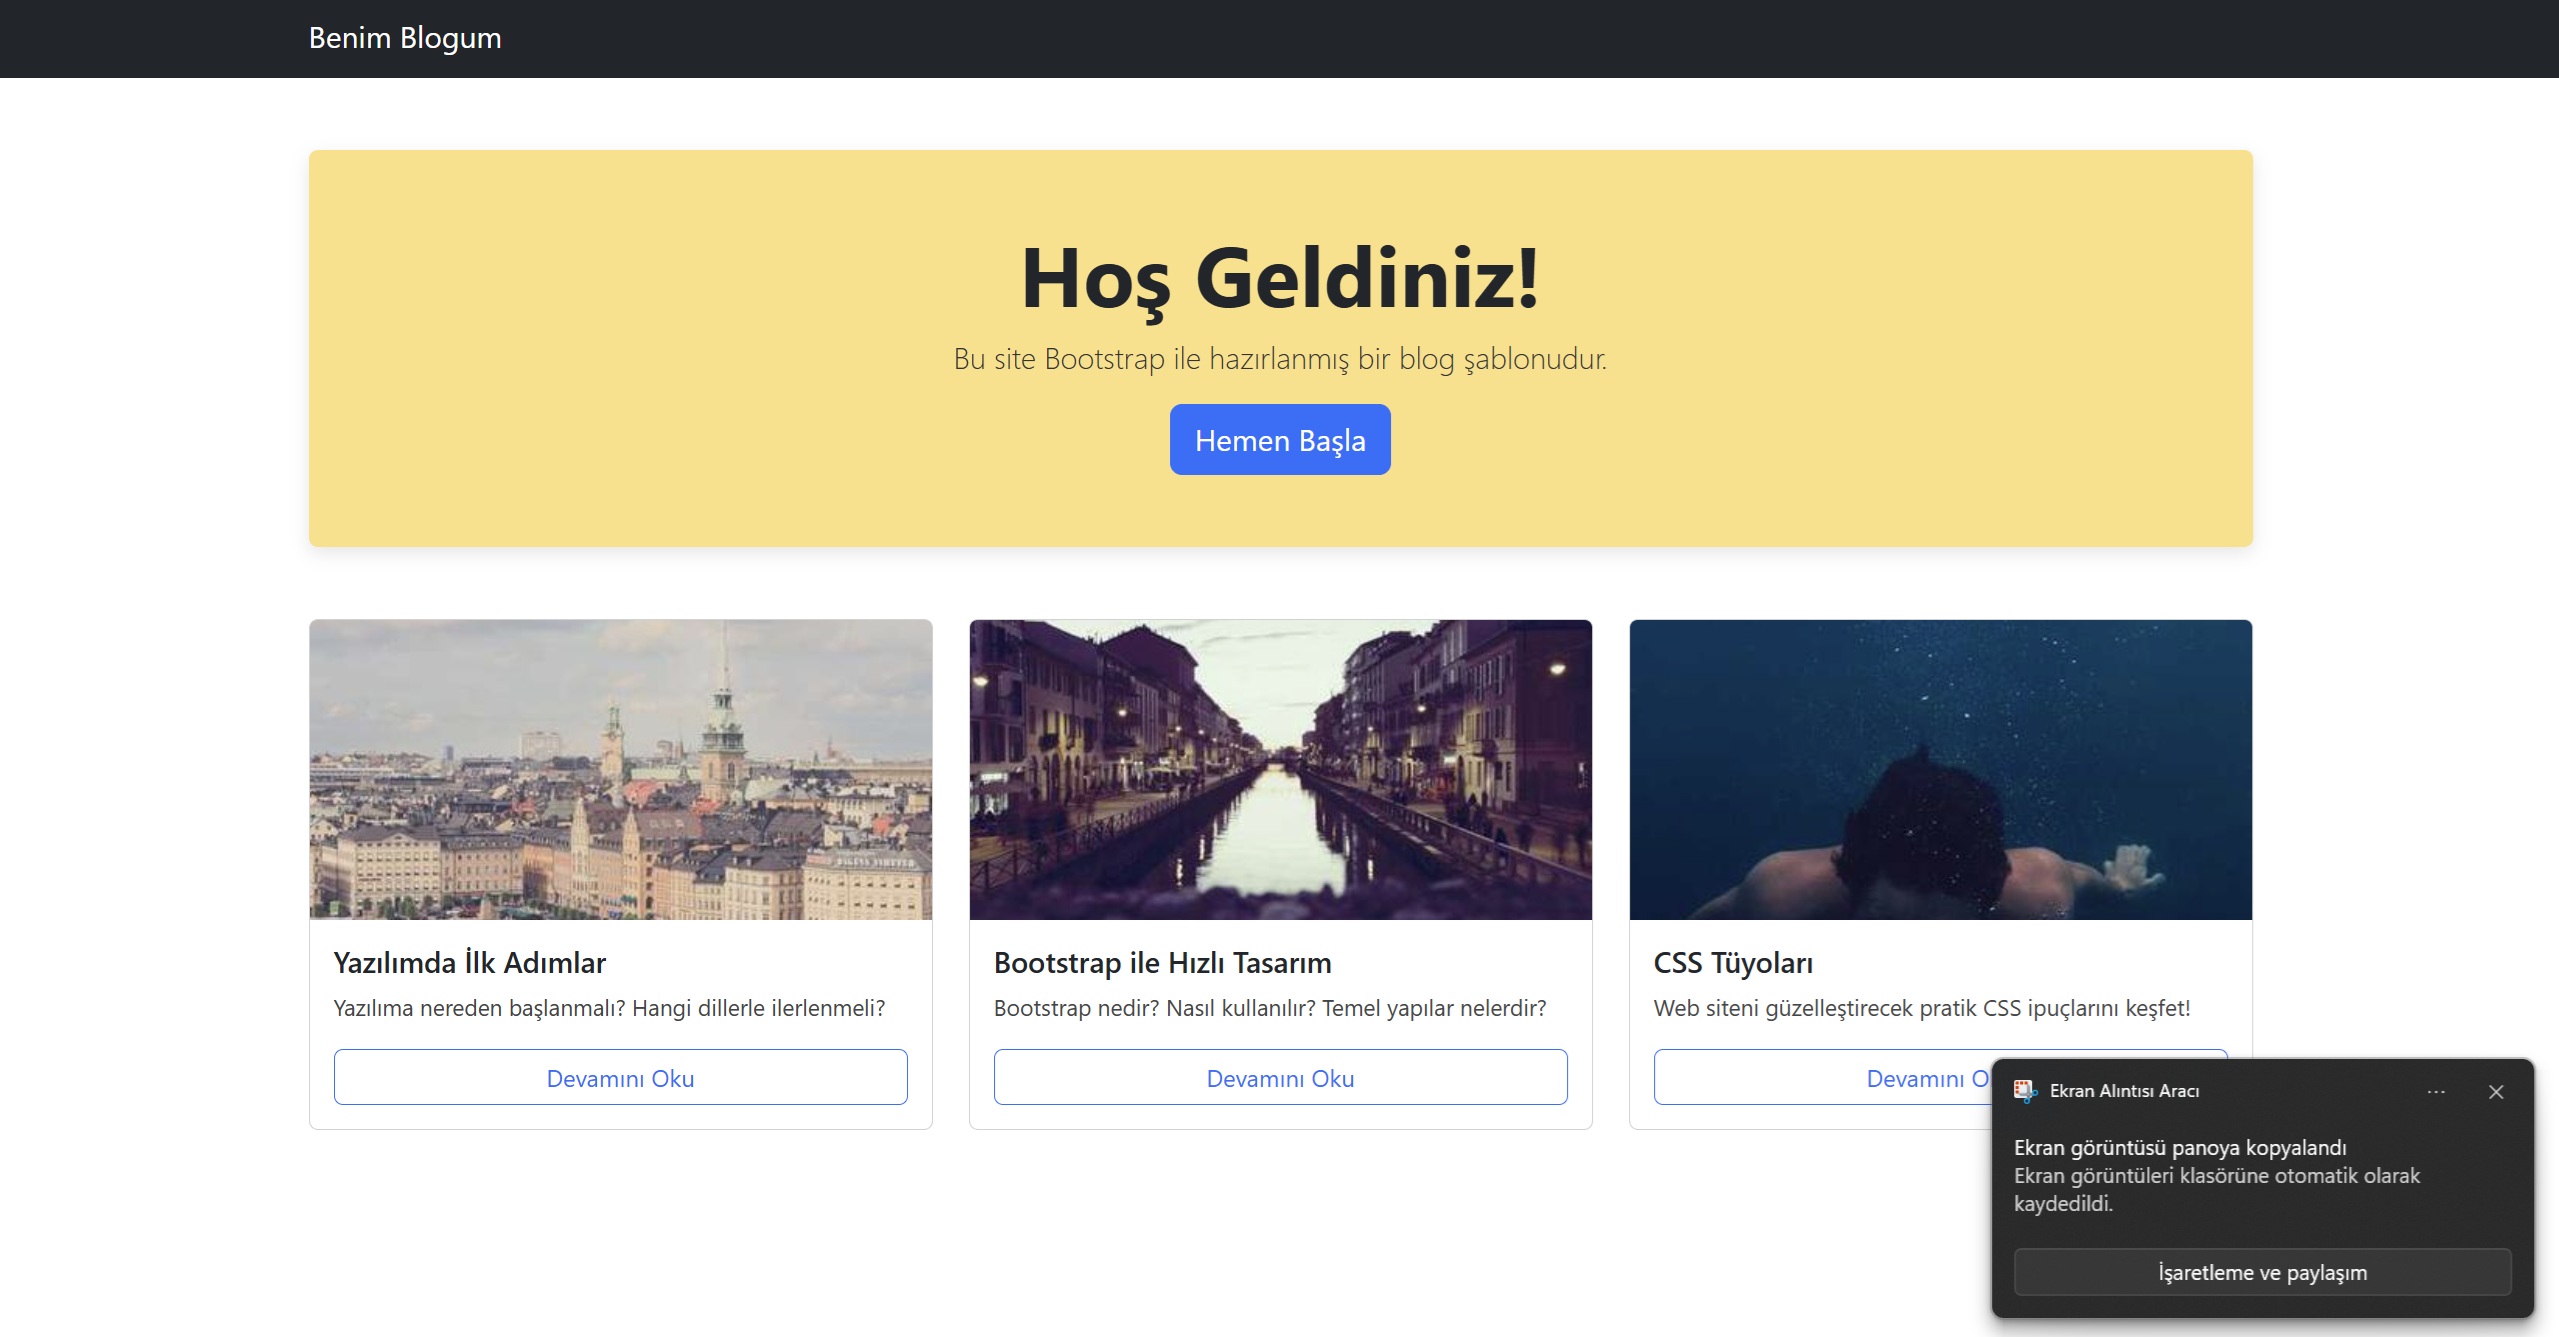 Benim Blogum
Hoş Geldiniz!
Bu site Bootstrap ile hazırlanmış bir blog şablonudur.
Hemen Başla
Yazılımda İlk Adımlar
Yazılıma nereden başlanmalı? Hangi dillerle ilerlenmeli?
Devamını Oku
Bootstrap ile Hızlı Tasarım
Bootstrap nedir? Nasıl kullanılır? Temel yapılar nelerdir?
Devamını Oku
CSS Tüyoları
Web siteni güzelleştirecek pratik CSS ipuçlarını keşfet!
Devamını O
Ekran Alıntısı Aracı
Ekran görüntüsü panoya kopyalandı
Ekran görüntüleri klasörüne otomatik olarak
kaydedildi.
İşaretleme ve paylaşım